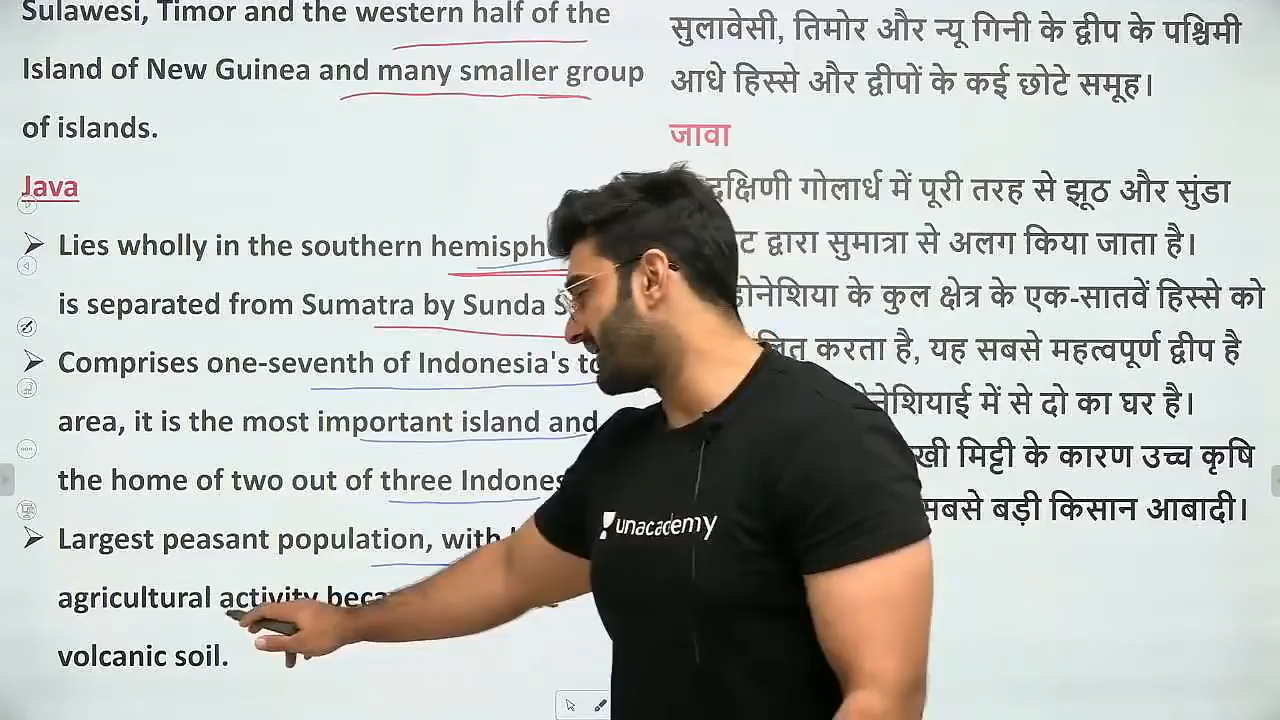 Sulawesi, Timor and the western half of the
Island of New Guinea and many smaller group
of islands.
Java
Lies wholly in the southern
is separated from Sumatra by Sunda
Comprises one-seventh of Indonesia's
area, it is the most important island and
the home of two out of three
Largest peasant population, with
agricultural activity
volcanic soil.
सुलावेसी, तिमोर और न्यू गिनी के द्वीप के पश्चिमी
आधे हिस्से और द्वीपों के कई छोटे समूह।
जावा
दक्षिणी गोलार्ध में पूरी तरह से झूठ और सुंडा
द्वारा सुमात्रा से अलग किया जाता है।
के कुल क्षेत्र के एक-सातवें हिस्से को
करता है, यह सबसे महत्वपूर्ण द्वीप है
में से दो का घर है।
मिट्टी के कारण उच्च कृषि
सबसे बड़ी किसान आबादी।
unacademy